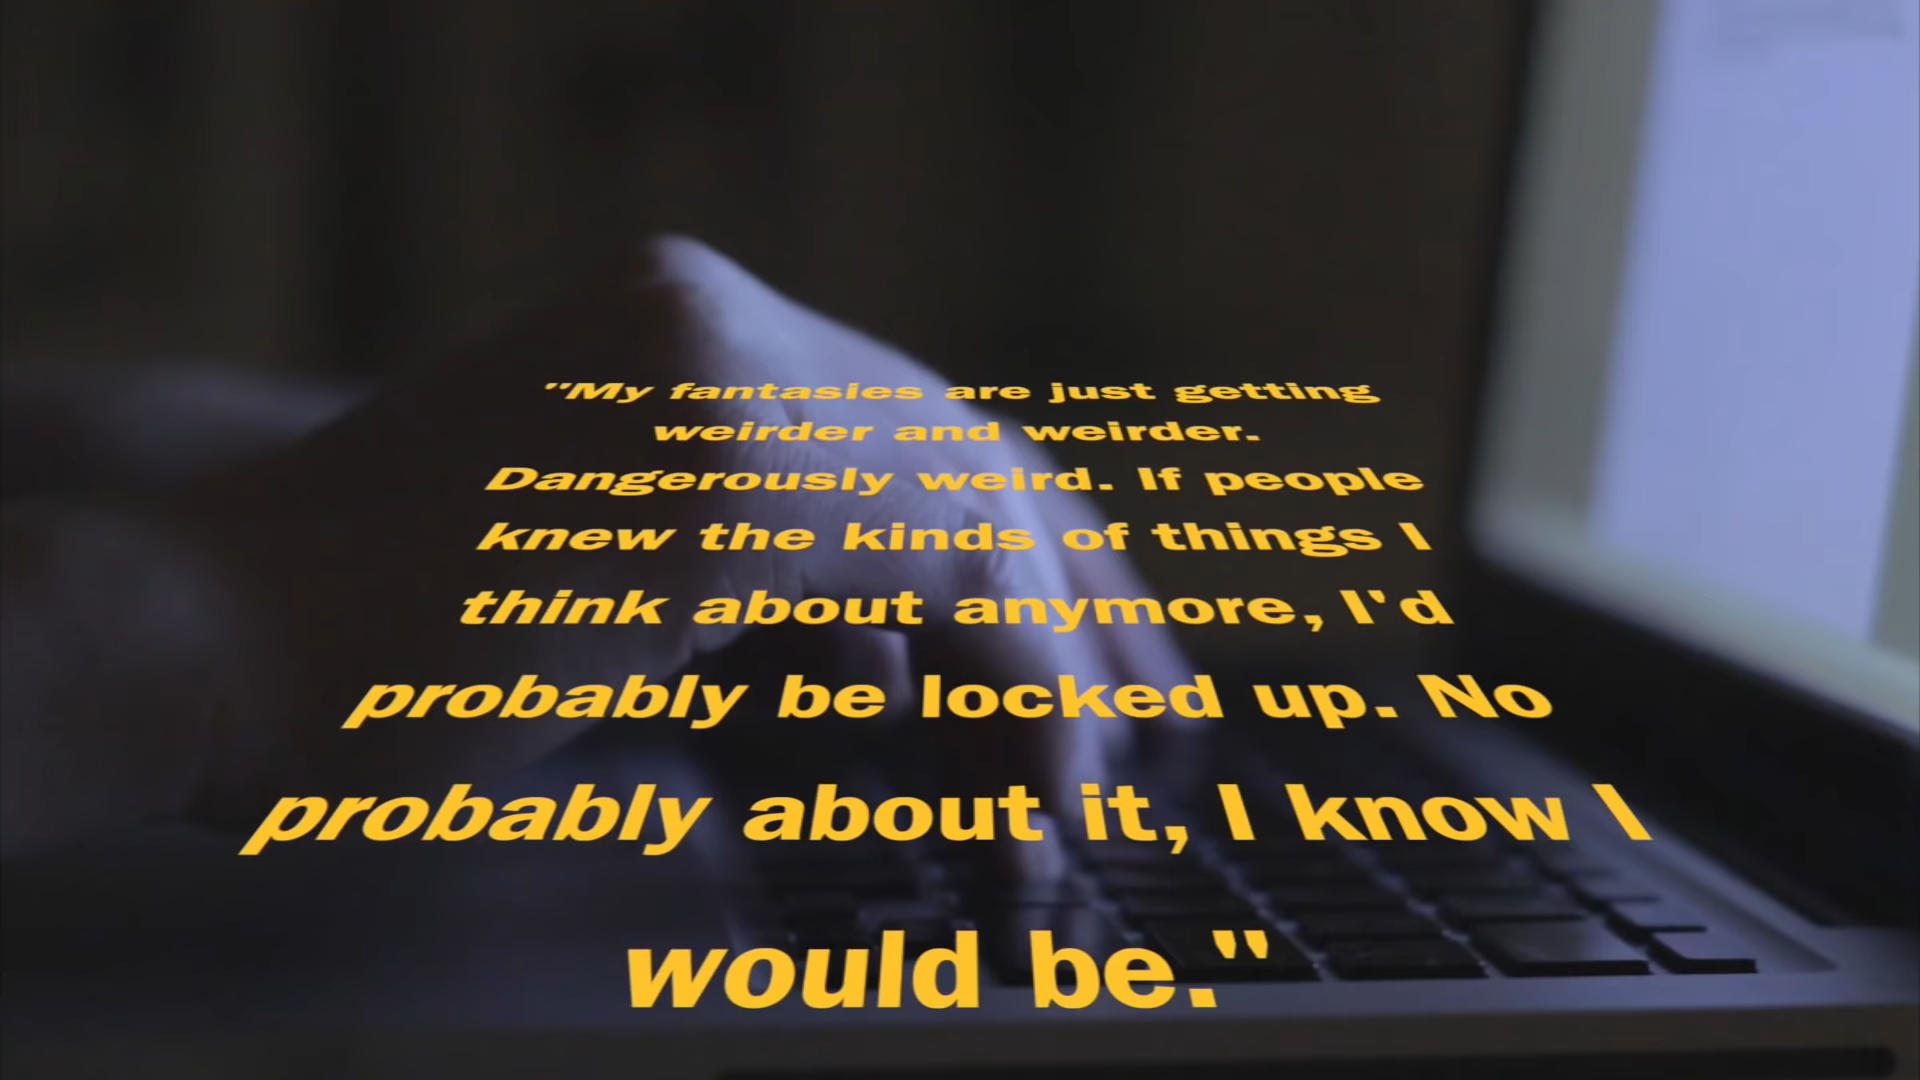 "My fantasies are just getting
weirder and weirder.
Dangerously weird. If people
knew the kinds of things I
think about anymore, I'd
probably be locked up. No
probably about it, I know I
would be."